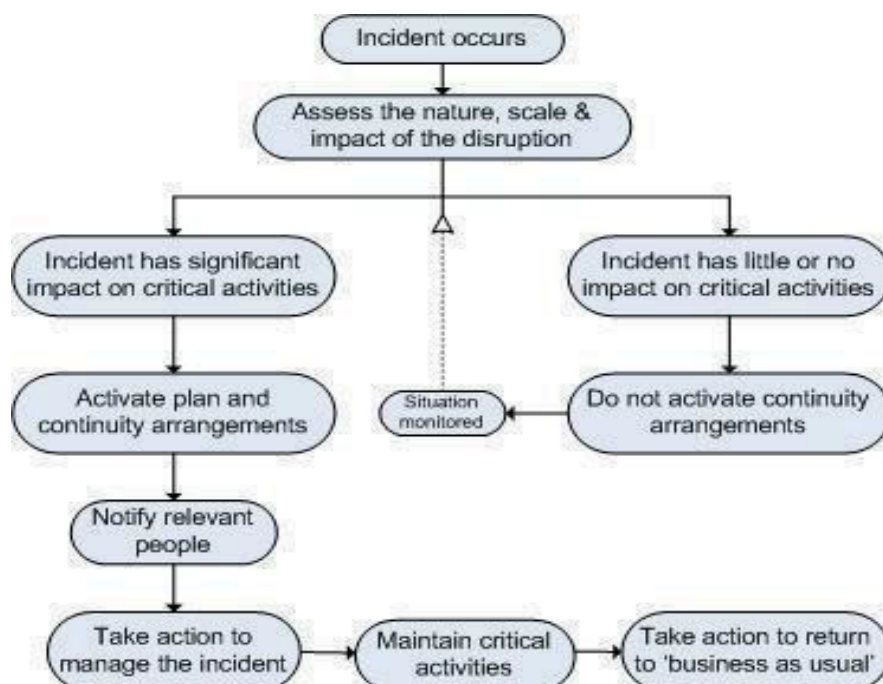 Incident occurs
Assess the nature, scale &
impact of the disruption
Incident has significant
impact on critical activities
Incident has little or no
impact on critical activities
Activate plan and
continuity arrangements
Situation
monitored
Do not activate continuity
arrangements
Notify relevant
people
Take action to
manage the incident
Maintain critical
activities
Take action to return
to ‘business as usual’